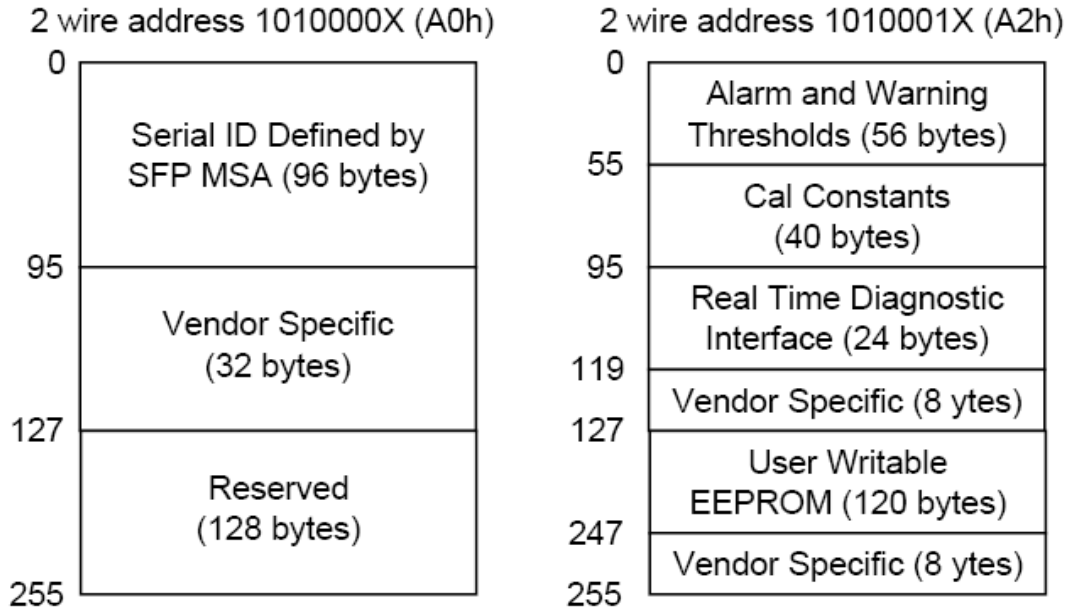 2 wire address 1010000X (A0h)
0
Serial ID Defined by
SFP MSA (96 bytes)
95
Vendor Specific
(32 bytes)
127
Reserved
(128 bytes)
255
2 wire address 1010001X (A2h)
0
Alarm and Warning
Thresholds (56 bytes)
55
Cal Constants
(40 bytes)
95
Real Time Diagnostic
Interface (24 bytes)
119
Vendor Specific (8 ytes)
127
User Writable
EEPROM (120 bytes)
247
Vendor Specific (8 ytes)
255